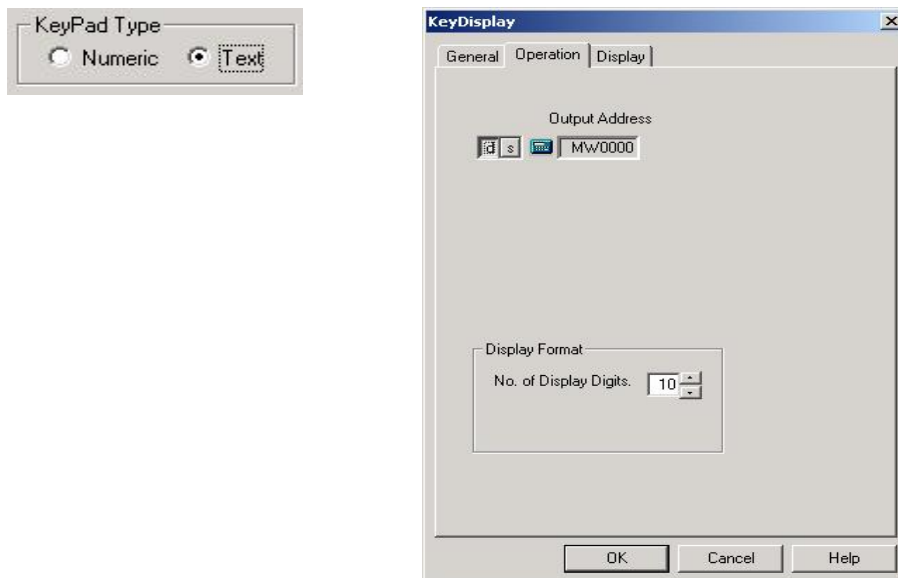 KeyPad Type
Numeric Text
KeyDisplay
General Operation Display
Output Address
d s MW0000
Display Format
No. of Display Digits. 10
OK Cancel Help